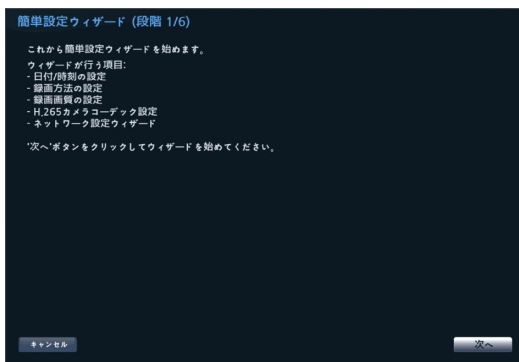 簡単設定ウィザード (段階 1/6)
これから簡単設定ウィザードを始めます。
ウィザードが行う項目:
- 日付/時刻の設定
- 録画方法の設定
- 録画画質の設定
- H.265カメラコーデック設定
- ネットワーク設定ウィザード
'次へ'ボタンをクリックしてウィザードを始めてください。
キャンセル
次へ